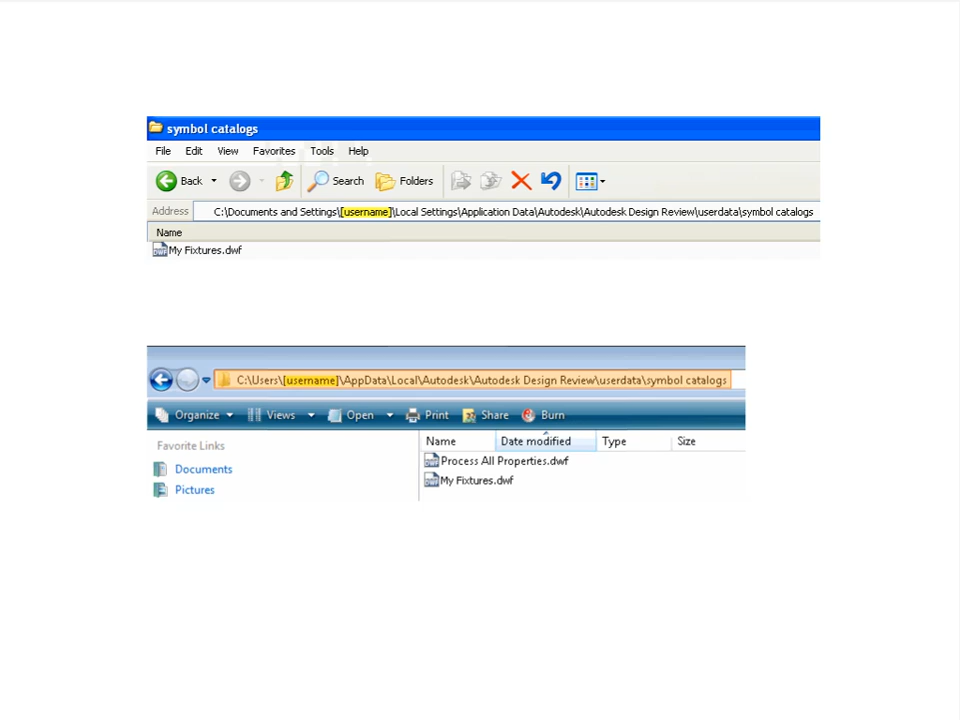 symbol catalogs
File Edit View Favorites Tools Help
Back Search Folders
Address C:\Documents and Settings\[username]\Local Settings\Application Data\Autodesk\Autodesk Design Review\userdata\symbol catalogs
Name
My Fixtures.dwf
C:\Users\[username]\AppData\Local\Autodesk\Autodesk Design Review\userdata\symbol catalogs
Organize Views Open Print Share Burn
Favorite Links
Documents
Pictures
Name Date modified Type Size
Process All Properties.dwf
My Fixtures.dwf